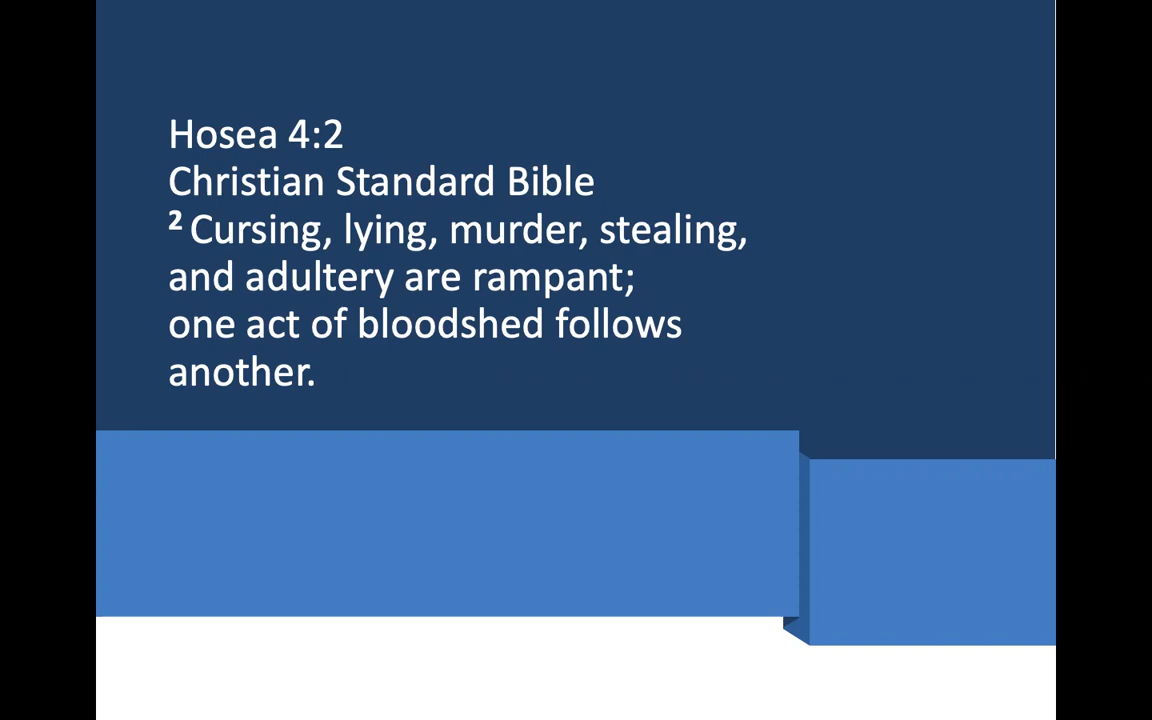 Hosea 4:2
Christian Standard Bible
² Cursing, lying, murder, stealing,
and adultery are rampant;
one act of bloodshed follows
another.